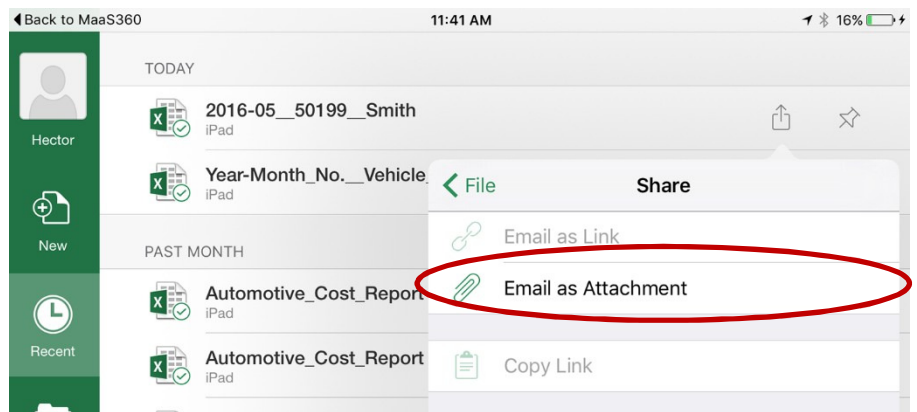 Back to MaaS360 11:41 AM 16%
TODAY
2016-05__50199__Smith
iPad
Hector
Year-Month_No.__Vehicle_
iPad
File Share
New
Email as Link
PAST MONTH
Email as Attachment
Automotive_Cost_Report
iPad
Recent
Automotive_Cost_Report
iPad
Copy Link